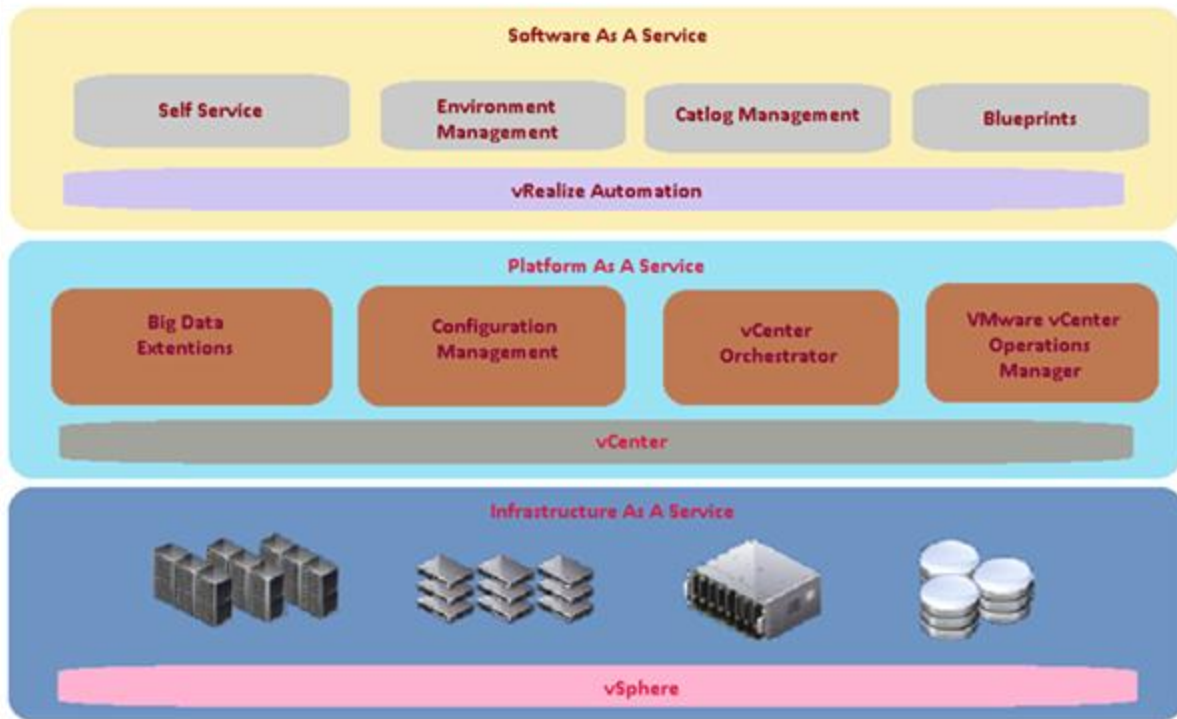 Software As A Service
Self Service
Environment
Management
Catlog Management
Blueprints
vRealize Automation
Platform As A Service
Big Data
Extentions
Configuration
Management
vCenter
Orchestrator
VMware vCenter
Operations
Manager
vCenter
Infrastructure As A Service
vSphere